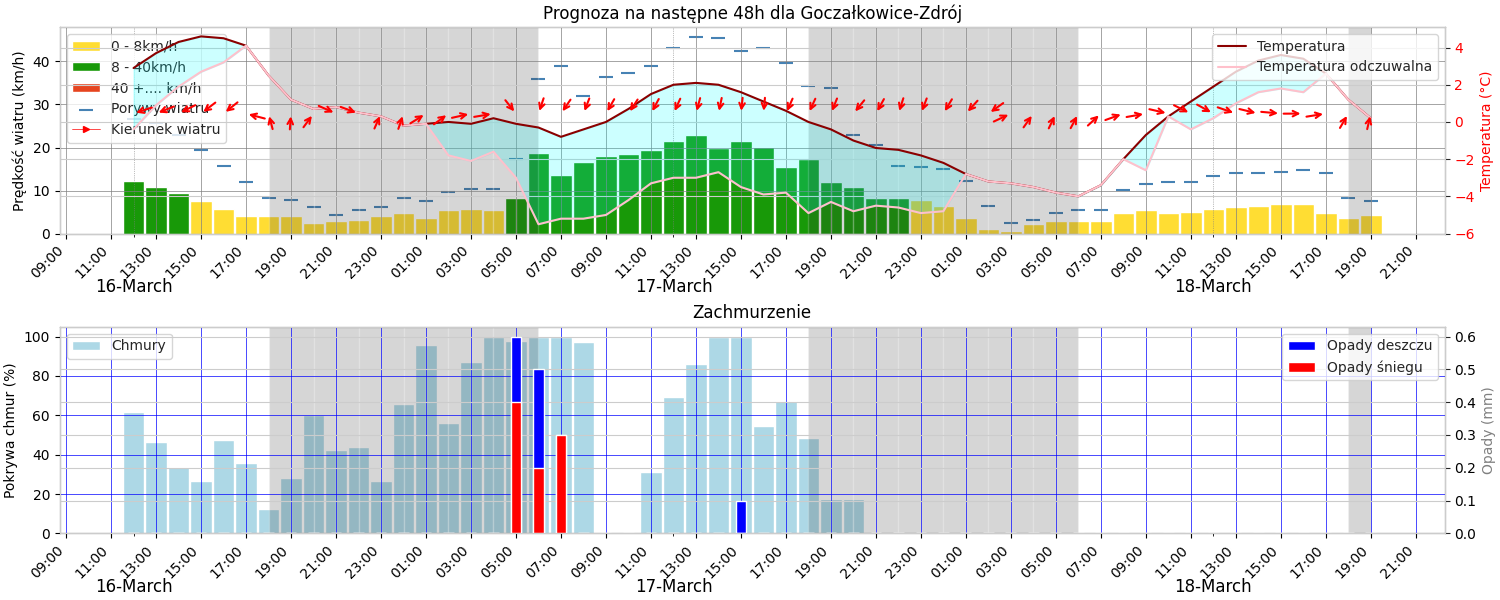 Prognoza na następne 48h dla Goczałkowice-Zdrój
Prędkość wiatru (km/h)
40
30
20
10
0
0 - 8km/h
8 - 40km/h
40 +.... km/h
Porywy wiatru
Kierunek wiatru
Temperatura
Temperatura odczuwalna
4
2
0
−2
−4
−6
Temperatura (°C)
09:00 11:00 13:00 15:00 17:00 19:00 21:00 23:00 01:00 03:00 05:00 07:00 09:00 11:00 13:00 15:00 17:00 19:00 21:00 23:00 01:00 03:00 05:00 07:00 09:00 11:00 13:00 15:00 17:00 19:00 21:00
16-March 17-March 18-March
Zachmurzenie
Pokrywa chmur (%)
100
80
60
40
20
0
Chmury
Opady deszczu
Opady śniegu
0.6
0.5
0.4
0.3
0.2
0.1
0.0
Opady (mm)
09:00 11:00 13:00 15:00 17:00 19:00 21:00 23:00 01:00 03:00 05:00 07:00 09:00 11:00 13:00 15:00 17:00 19:00 21:00 23:00 01:00 03:00 05:00 07:00 09:00 11:00 13:00 15:00 17:00 19:00 21:00
16-March 17-March 18-March